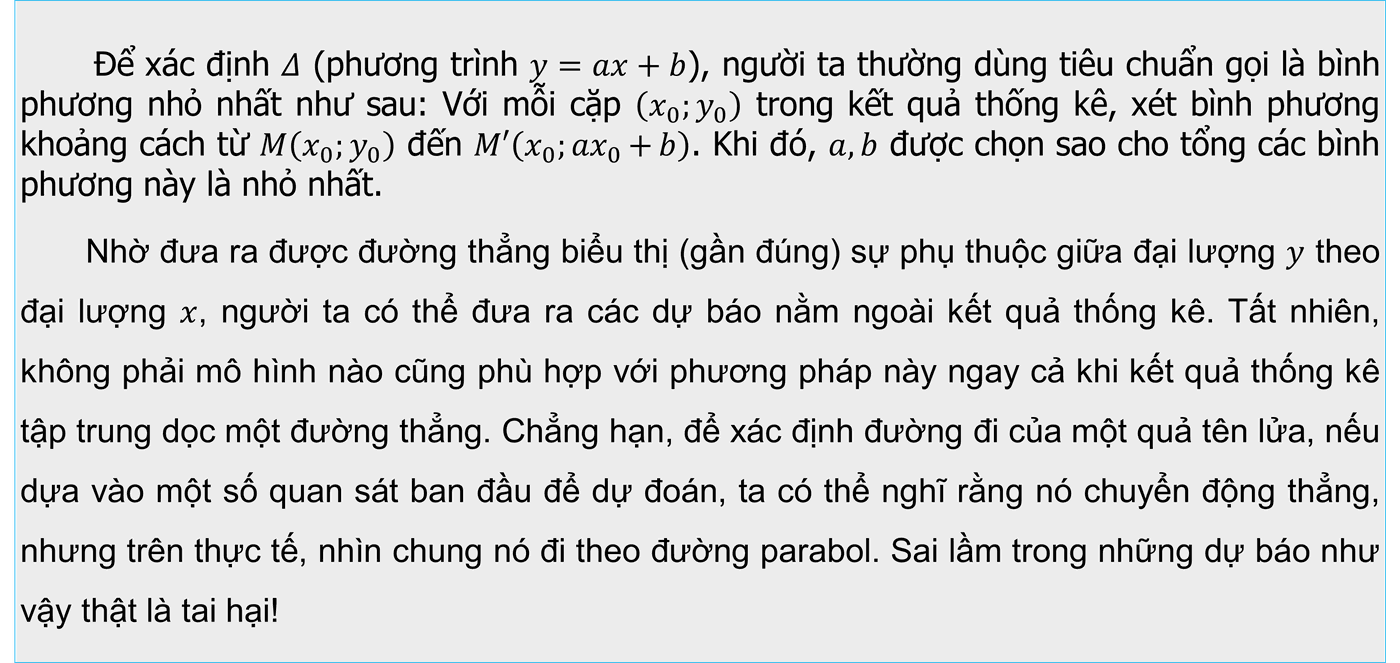 Để xác định Δ (phương trình y = ax + b), người ta thường dùng tiêu chuẩn gọi là bình
phương nhỏ nhất như sau: Với mỗi cặp (x₀; y₀) trong kết quả thống kê, xét bình phương
khoảng cách từ M(x₀; y₀) đến M′(x₀; ax₀ + b). Khi đó, a, b được chọn sao cho tổng các bình
phương này là nhỏ nhất.
Nhờ đưa ra được đường thẳng biểu thị (gần đúng) sự phụ thuộc giữa đại lượng y theo
đại lượng x, người ta có thể đưa ra các dự báo nằm ngoài kết quả thống kê. Tất nhiên,
không phải mô hình nào cũng phù hợp với phương pháp này ngay cả khi kết quả thống kê
tập trung dọc một đường thẳng. Chẳng hạn, để xác định đường đi của một quả tên lửa, nếu
dựa vào một số quan sát ban đầu để dự đoán, ta có thể nghĩ rằng nó chuyển động thẳng,
nhưng trên thực tế, nhìn chung nó đi theo đường parabol. Sai lầm trong những dự báo như
vậy thật là tai hại!